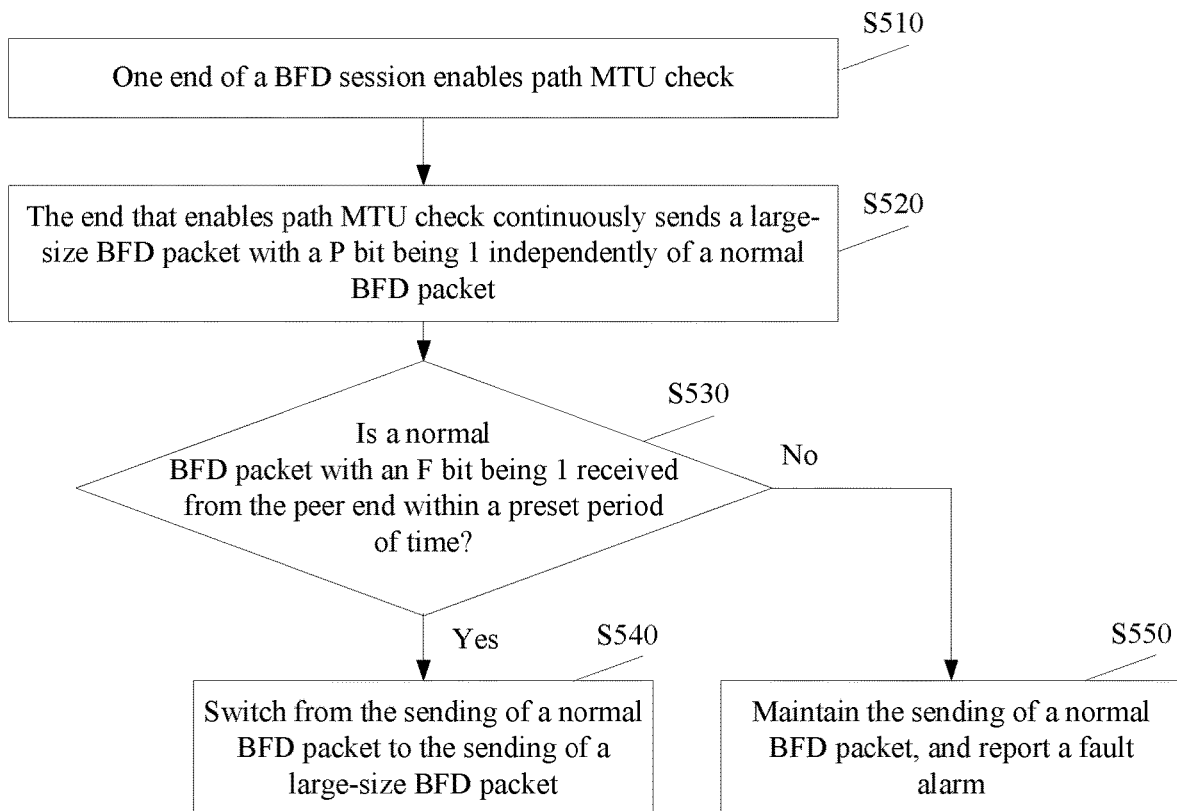 S510
One end of a BFD session enables path MTU check
S520
The end that enables path MTU check continuously sends a large-
size BFD packet with a P bit being 1 independently of a normal
BFD packet
S530
Is a normal
BFD packet with an F bit being 1 received
from the peer end within a preset period
of time?
No
Yes
S540
Switch from the sending of a normal
BFD packet to the sending of a
large-size BFD packet
S550
Maintain the sending of a normal
BFD packet, and report a fault
alarm